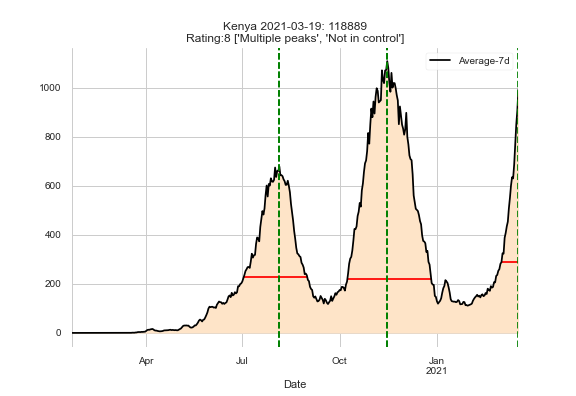 Kenya 2021-03-19: 118889
Rating:8 ['Multiple peaks', 'Not in control']
Average-7d
1000
800
600
400
200
0
Apr
Jul
Oct
Jan
2021
Date